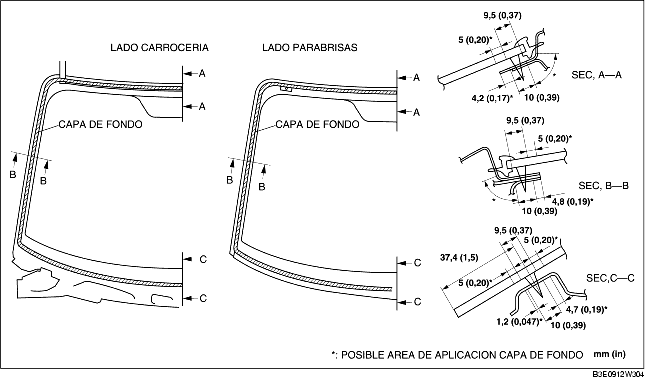 LADO CARROCERIA
LADO PARABRISAS
A
A
CAPA DE FONDO
B
B
C
C
A
A
CAPA DE FONDO
B
B
C
C
9,5 (0,37)
5 (0,20)*
*
4,2 (0,17)*
10 (0,39)
SEC, A—A
9,5 (0,37)
5 (0,20)*
*
4,8 (0,19)*
10 (0,39)
SEC, B—B
9,5 (0,37)
5 (0,20)*
37,4 (1,5)
5 (0,20)*
SEC,C—C
4,7 (0,19)*
1,2 (0,047)*
10 (0,39)
*: POSIBLE AREA DE APLICACION CAPA DE FONDO mm (in)
B3E0912W304